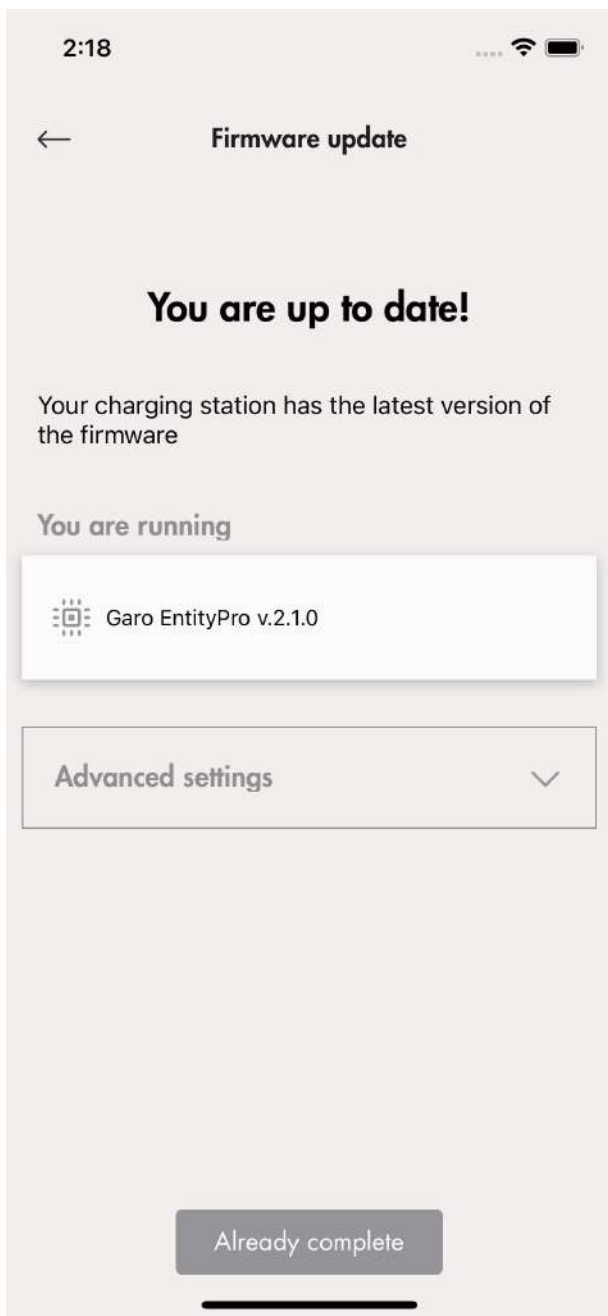 2:18
Firmware update
You are up to date!
Your charging station has the latest version of
the firmware
You are running
Garo EntityPro v.2.1.0
Advanced settings
Already complete